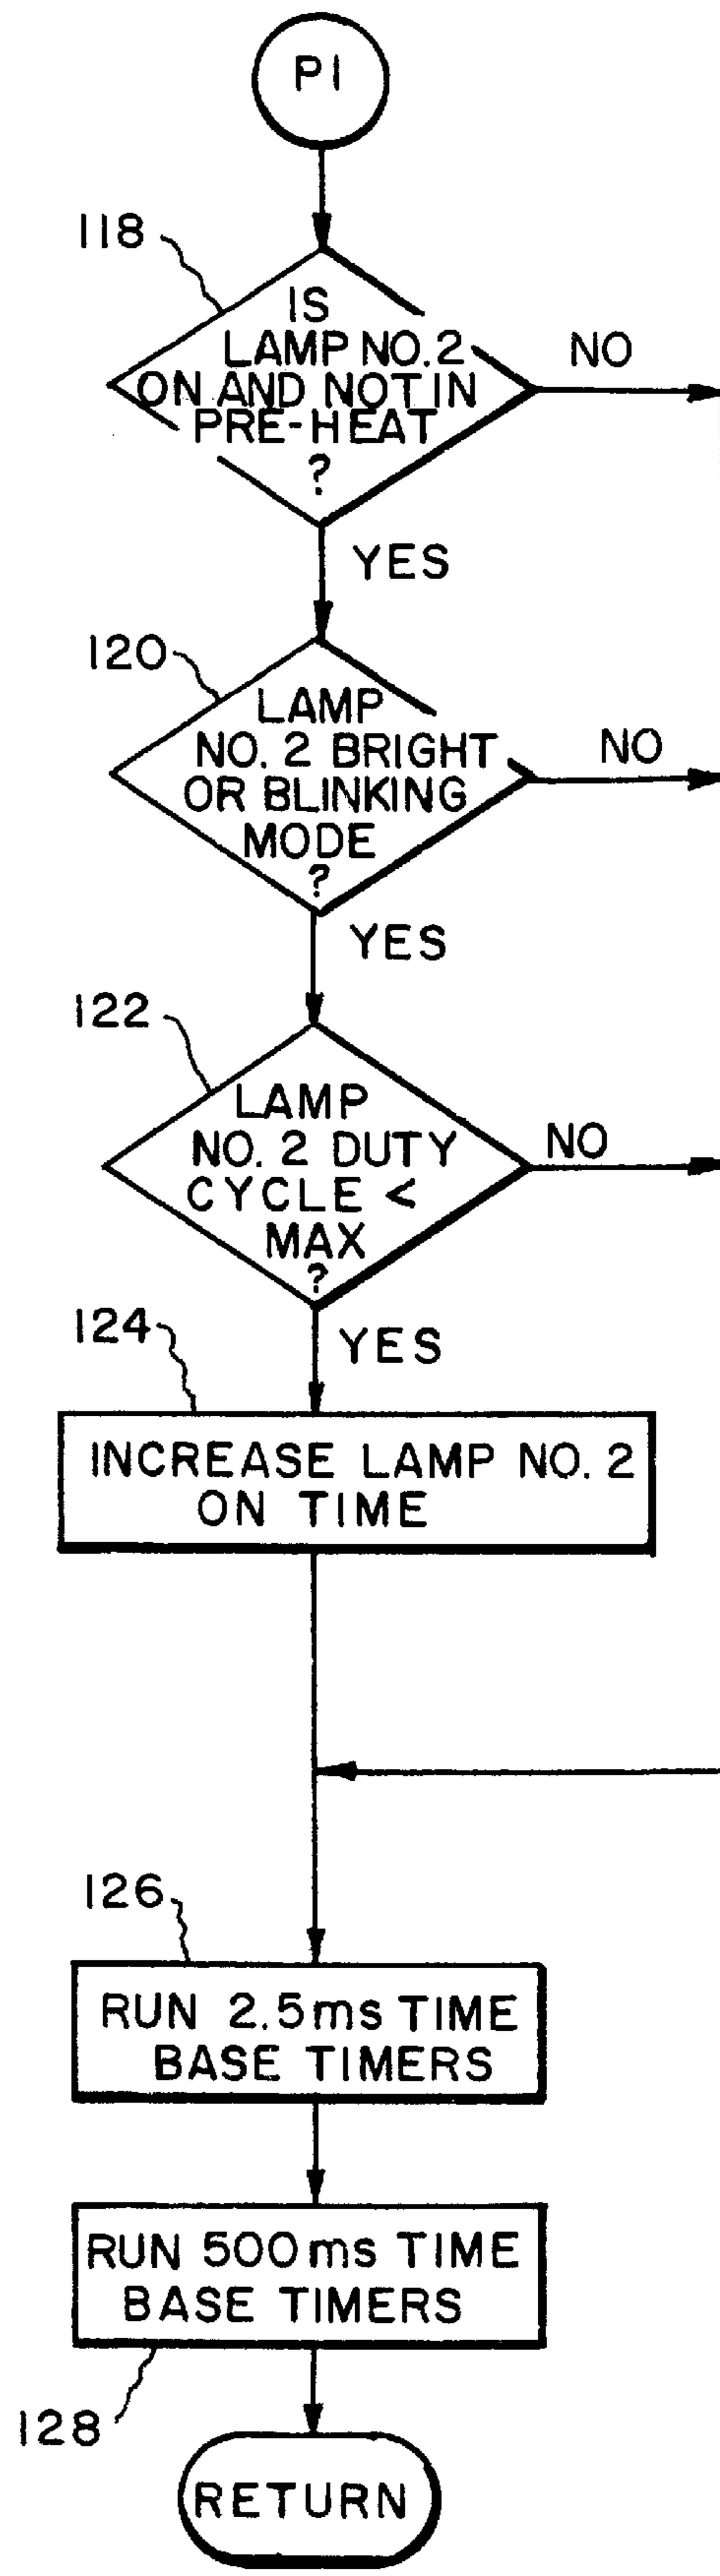 P1
118
IS
LAMP NO. 2
NO
ON AND NOT IN
PRE-HEAT
?
YES
120
LAMP
NO. 2 BRIGHT
NO
OR BLINKING
MODE
?
YES
122
LAMP
NO. 2 DUTY
NO
CYCLE <
MAX
?
124
YES
INCREASE LAMP NO. 2
ON TIME
126
RUN 2.5ms TIME
BASE TIMERS
RUN 500ms TIME
BASE TIMERS
128
RETURN